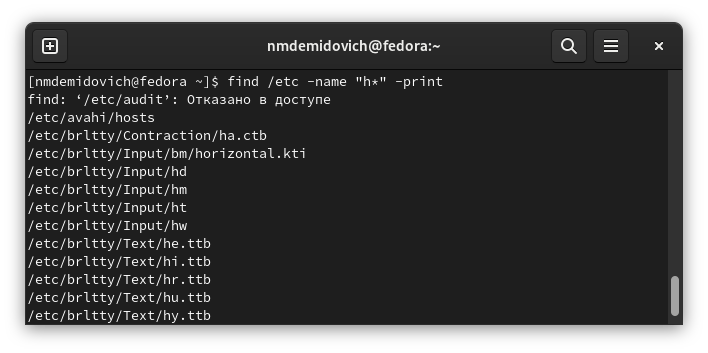 nmdemidovich@fedora:~
[nmdemidovich@fedora ~]$ find /etc -name "h*" -print
find: ‘/etc/audit’: Отказано в доступе
/etc/avahi/hosts
/etc/brltty/Contraction/ha.ctb
/etc/brltty/Input/bm/horizontal.kti
/etc/brltty/Input/hd
/etc/brltty/Input/hm
/etc/brltty/Input/ht
/etc/brltty/Input/hw
/etc/brltty/Text/he.ttb
/etc/brltty/Text/hi.ttb
/etc/brltty/Text/hr.ttb
/etc/brltty/Text/hu.ttb
/etc/brltty/Text/hy.ttb